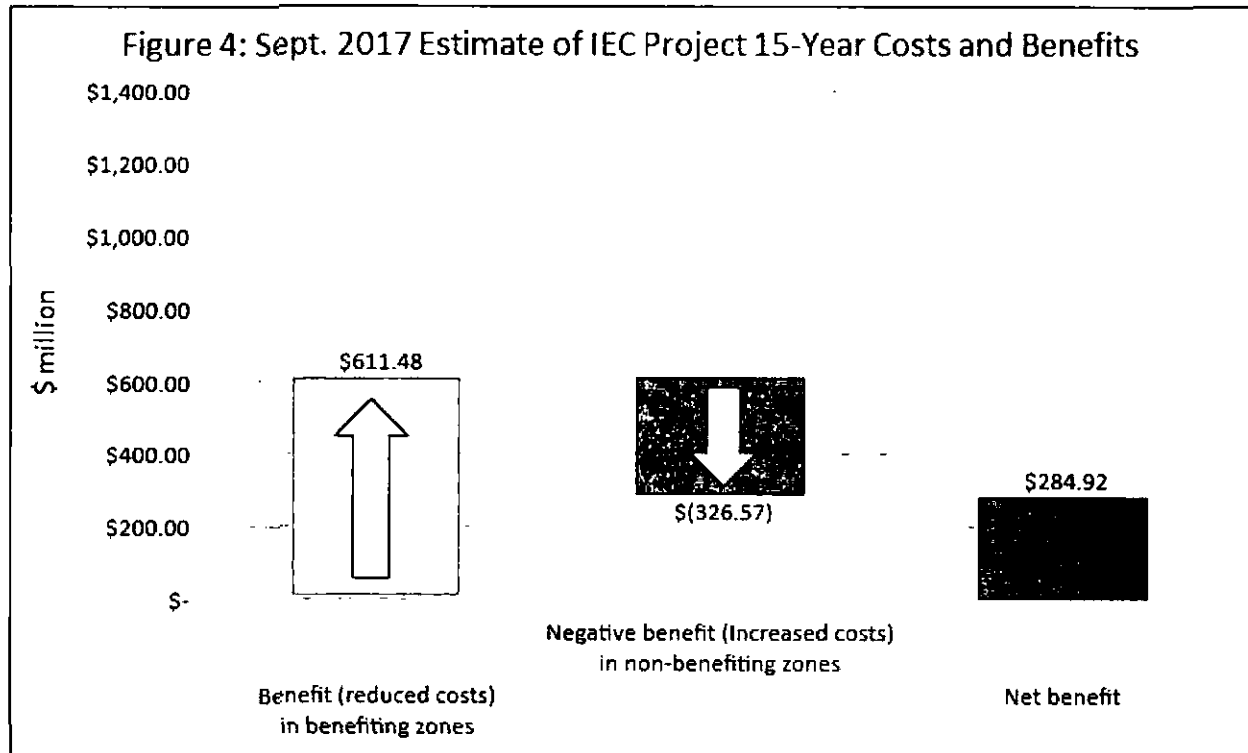 Figure 4: Sept. 2017 Estimate of IEC Project 15-Year Costs and Benefits
$1,400.00
$1,200.00
$1,000.00
$800.00
$600.00
$400.00
$200.00
$-
$ million
$611.48
$(326.57)
$284.92
Benefit (reduced costs)
in benefiting zones
Negative benefit (Increased costs)
in non-benefiting zones
Net benefit